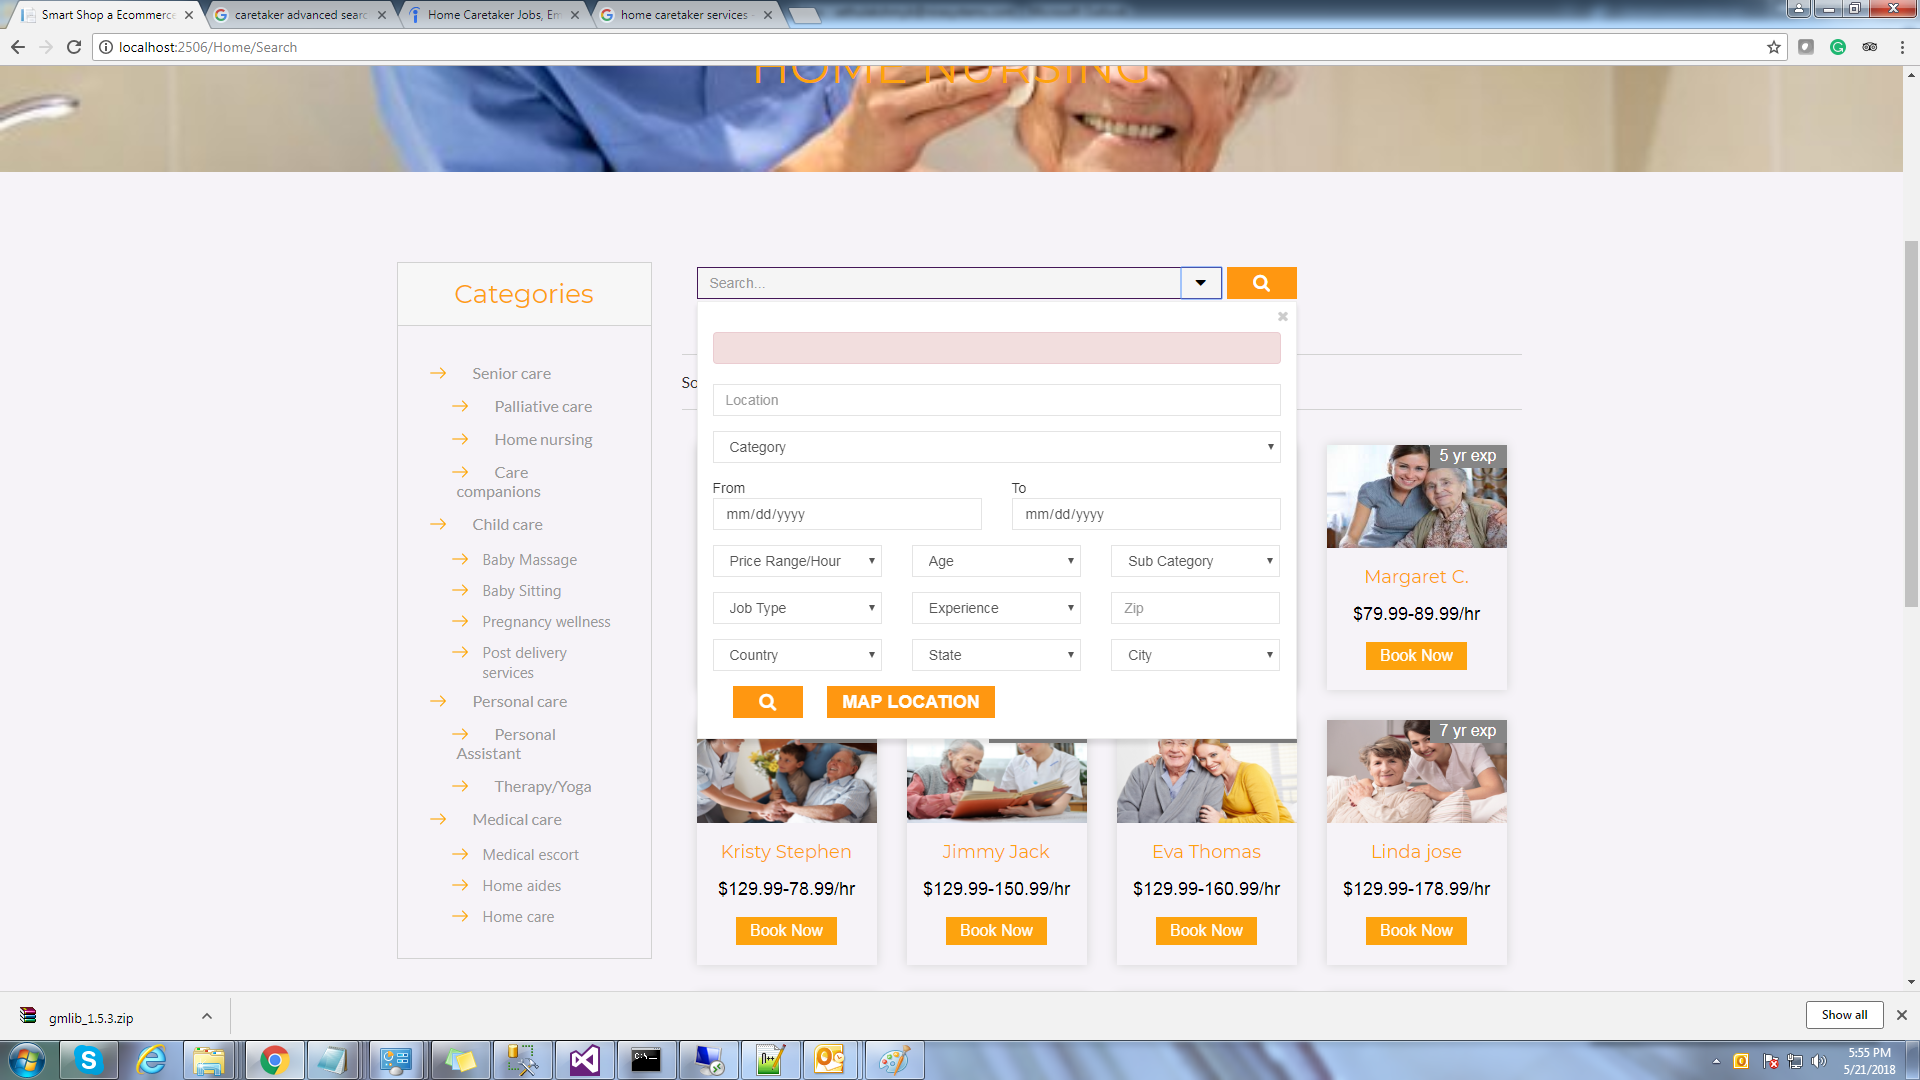 Smart Shop a Ecommerce
caretaker advanced searc
Home Caretaker Jobs, Em
home caretaker services -
localhost:2506/Home/Search
HOME NURSING
Categories
Senior care
Palliative care
Home nursing
Care
companions
Child care
Baby Massage
Baby Sitting
Pregnancy wellness
Post delivery
services
Personal care
Personal
Assistant
Therapy/Yoga
Medical care
Medical escort
Home aides
Home care
Search...
So
Location
Category
From
To
mm/dd/yyyy
mm/dd/yyyy
Price Range/Hour
Age
Sub Category
Job Type
Experience
Zip
Country
State
City
MAP LOCATION
5 yr exp
Margaret C.
$79.99-89.99/hr
Book Now
Kristy Stephen
$129.99-78.99/hr
Book Now
Jimmy Jack
$129.99-150.99/hr
Book Now
Eva Thomas
$129.99-160.99/hr
Book Now
7 yr exp
Linda jose
$129.99-178.99/hr
Book Now
gmlib_1.5.3.zip
Show all
5:55 PM
5/21/2018